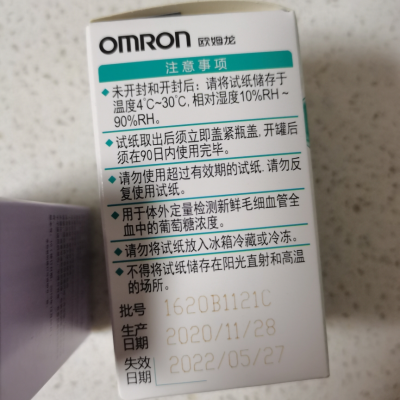 OMRON 欧姆龙
注意事项
◆未开封和开封后：请将试纸储存于
温度4℃~30℃, 相对湿度10%RH～
90%RH。
◆试纸取出后须立即盖紧瓶盖, 开罐后
须在90日内使用完毕。
◆请勿使用超过有效期的试纸. 请勿反
复使用试纸。
◆用于体外定量检测新鲜毛细血管全
血中的葡萄糖浓度。
◆请勿将试纸放入冰箱冷藏或冷冻。
◆不得将试纸储存在阳光直射和高温
的场所。
批号 1620B1121C
生产
日期 2020/11/28
失效
日期 2022/05/27